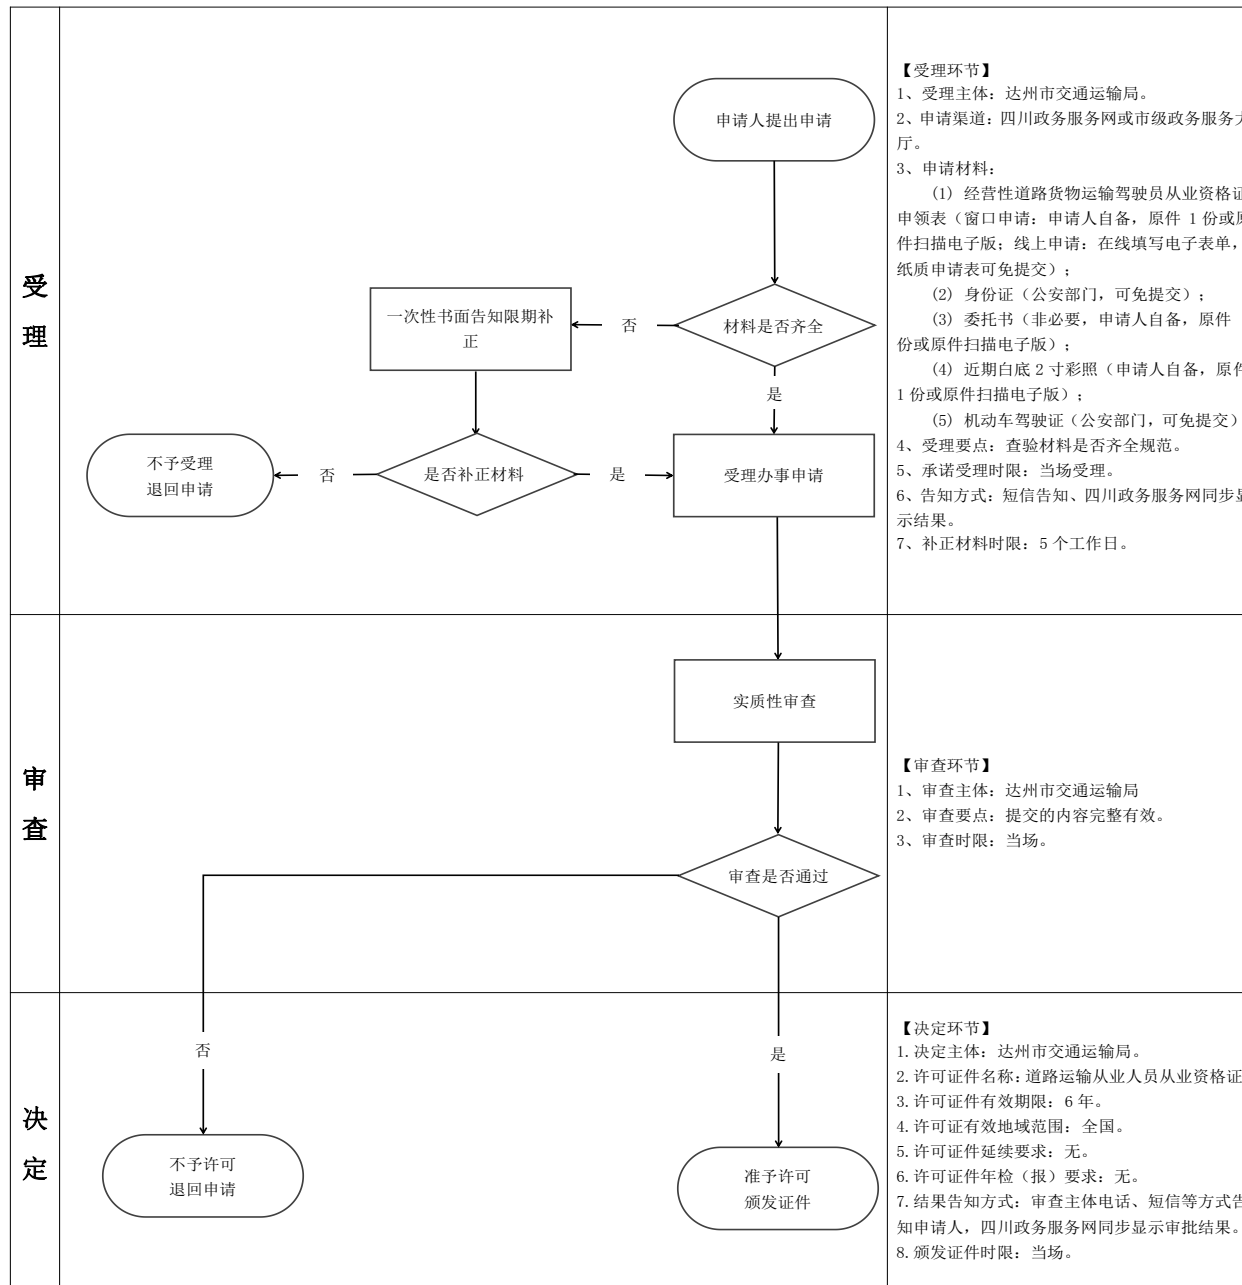 受
理
申请人提出申请
材料是否齐全
否
一次性书面告知限期补
正
是
是否补正材料
否
不予受理
退回申请
是
受理办事申请
【受理环节】
1、受理主体：达州市交通运输局。
2、申请渠道：四川政务服务网或市级政务服务大
厅。
3、申请材料：
(1) 经营性道路货物运输驾驶员从业资格证
申领表（窗口申请：申请人自备，原件 1 份或原
件扫描电子版；线上申请：在线填写电子表单，
纸质申请表可免提交）；
(2) 身份证（公安部门，可免提交）；
(3) 委托书（非必要，申请人自备，原件
份或原件扫描电子版）；
(4) 近期白底 2 寸彩照（申请人自备，原件
1 份或原件扫描电子版）；
(5) 机动车驾驶证（公安部门，可免提交）
4、受理要点：查验材料是否齐全规范。
5、承诺受理时限：当场受理。
6、告知方式：短信告知、四川政务服务网同步显
示结果。
7、补正材料时限：5 个工作日。
审
查
实质性审查
审查是否通过
【审查环节】
1、审查主体：达州市交通运输局
2、审查要点：提交的内容完整有效。
3、审查时限：当场。
决
定
否
不予许可
退回申请
是
准予许可
颁发证件
【决定环节】
1.决定主体：达州市交通运输局。
2.许可证件名称：道路运输从业人员从业资格证
3.许可证件有效期限：6 年。
4.许可证有效地域范围：全国。
5.许可证件延续要求：无。
6.许可证件年检（报）要求：无。
7.结果告知方式：审查主体电话、短信等方式告
知申请人，四川政务服务网同步显示审批结果。
8.颁发证件时限：当场。